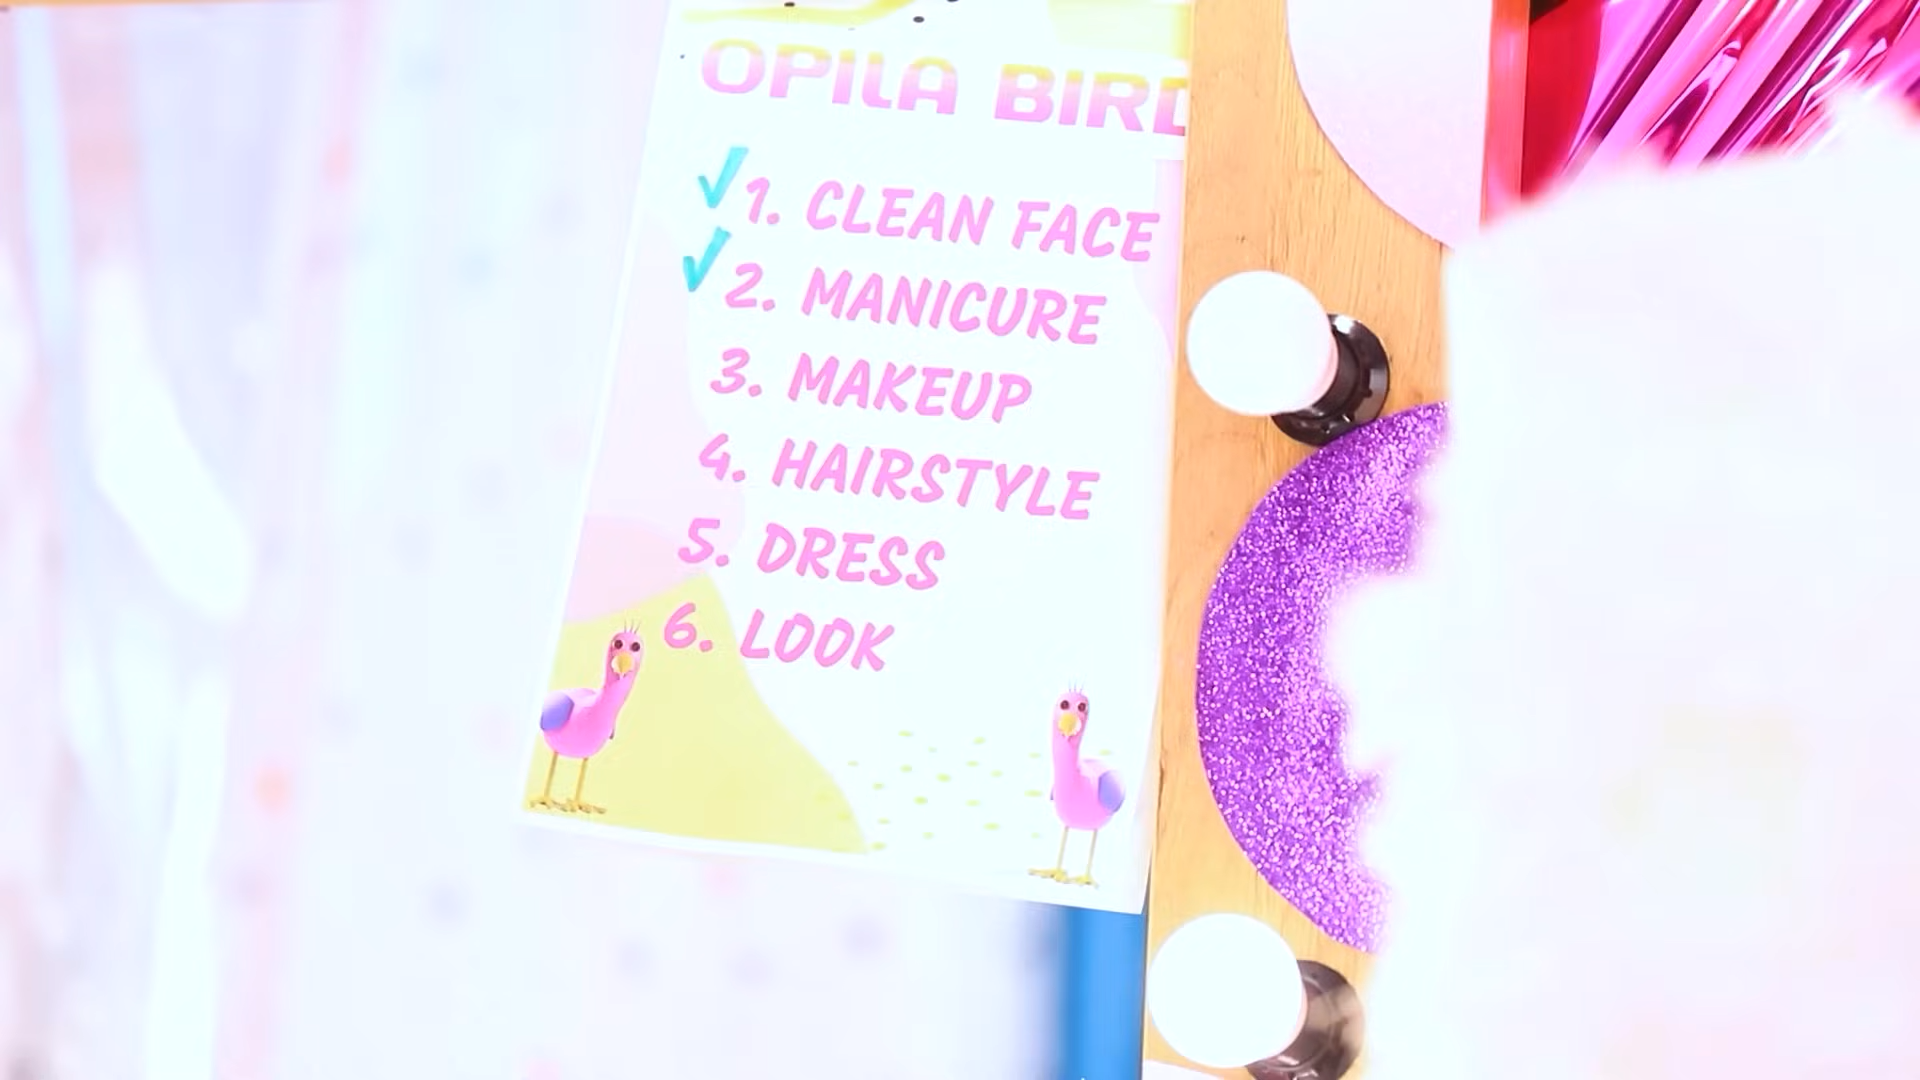 OPILA BIRD
1. CLEAN FACE
2. MANICURE
3. MAKEUP
4. HAIRSTYLE
5. DRESS
6. LOOK